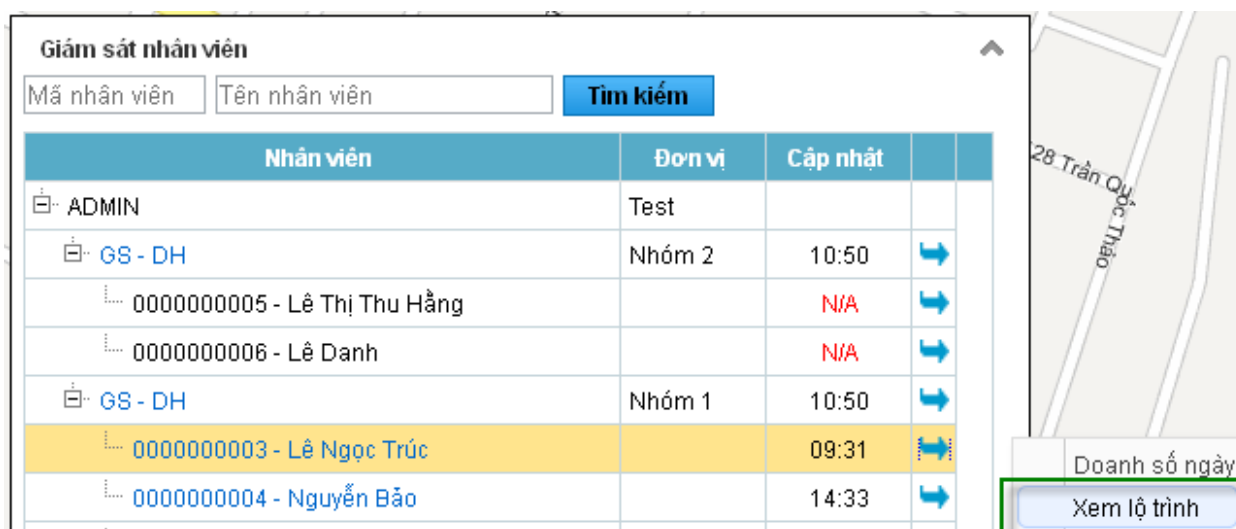 Giám sát nhân viên
Mã nhân viên Tên nhân viên Tìm kiếm
Nhân viên Đơn vị Cập nhật
ADMIN Test
GS - DH Nhóm 2 10:50
0000000005 - Lê Thị Thu Hằng N/A
0000000006 - Lê Danh N/A
GS - DH Nhóm 1 10:50
0000000003 - Lê Ngọc Trúc 09:31
0000000004 - Nguyễn Bảo 14:33
28 Trần Quốc Thảo
Doanh số ngày
Xem lộ trình